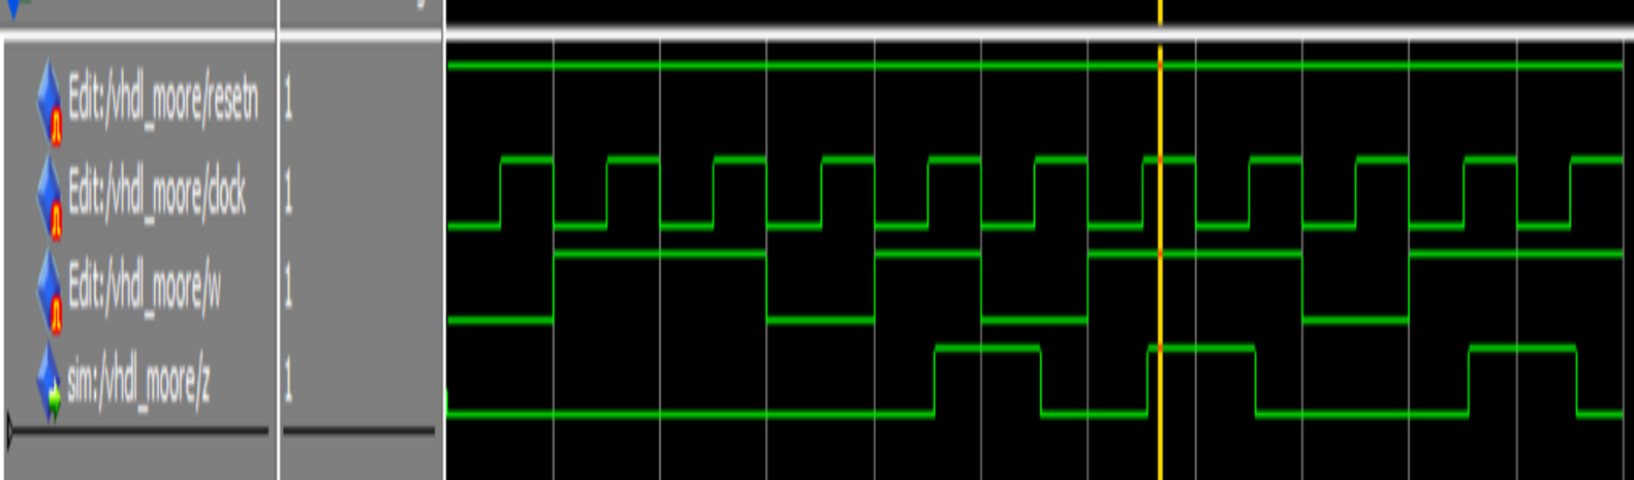 Edit:/vhdl_moore/resetn 1
Edit:/vhdl_moore/clock 1
Edit:/vhdl_moore/w 1
sim:/vhdl_moore/z 1